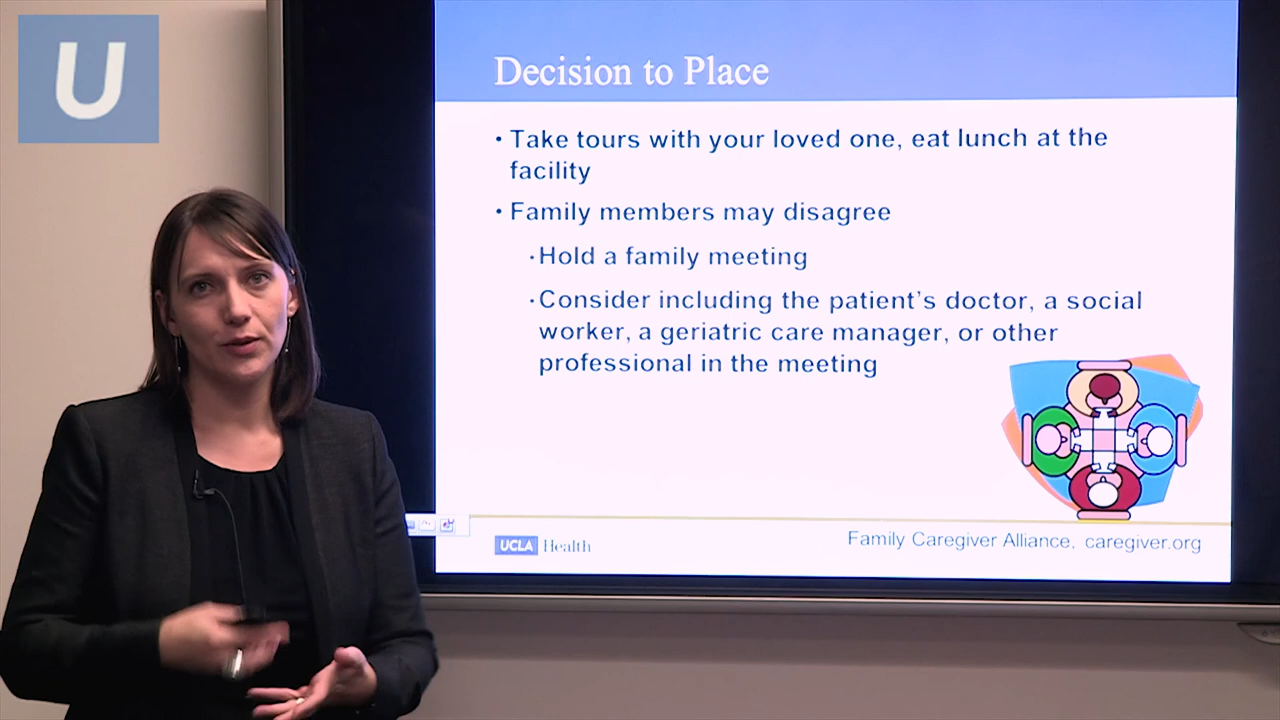 U
Decision to Place
• Take tours with your loved one, eat lunch at the
facility
• Family members may disagree
· Hold a family meeting
· Consider including the patient’s doctor, a social
worker, a geriatric care manager, or other
professional in the meeting
UCLA Health
Family Caregiver Alliance, caregiver.org